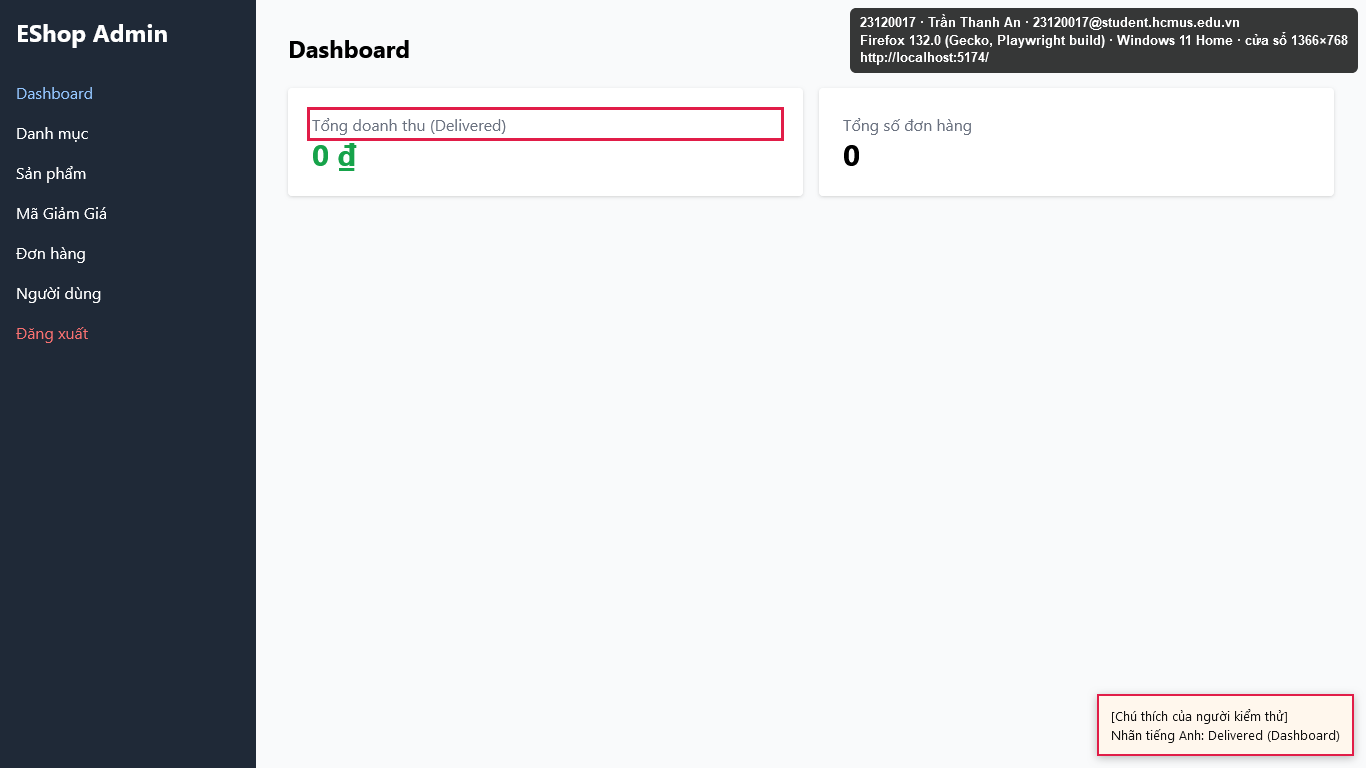 EShop Admin
Dashboard
Danh mục
Sản phẩm
Mã Giảm Giá
Đơn hàng
Người dùng
Đăng xuất
Dashboard
23120017 · Trần Thanh An · 23120017@student.hcmus.edu.vn
Firefox 132.0 (Gecko, Playwright build) · Windows 11 Home · cửa sổ 1366×768
http://localhost:5174/
Tổng doanh thu (Delivered)
0 ₫
Tổng số đơn hàng
0
[Chú thích của người kiểm thử]
Nhãn tiếng Anh: Delivered (Dashboard)